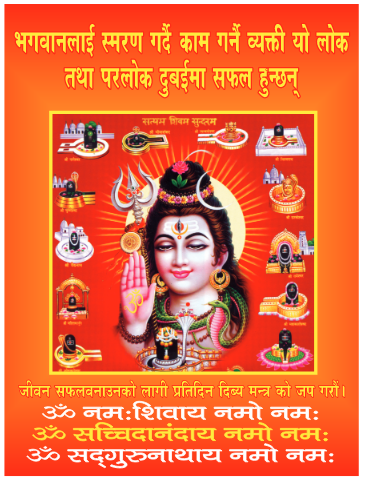 भगवानलाई स्मरण गर्दै काम गर्ने व्यक्ती यो लोक
तथा परलोक दुबईमा सफल हुन्छन्
सत्यम शिवम सुन्दरम
जीवन सफलवनाउनको लागी प्रतिदिन दिब्य मन्त्र को जप गरौं।
ॐ नम:शिवाय नमो नम:
ॐ सच्चिदानंदाय नमो नम:
ॐ सद्गुरुनाथाय नमो नम: